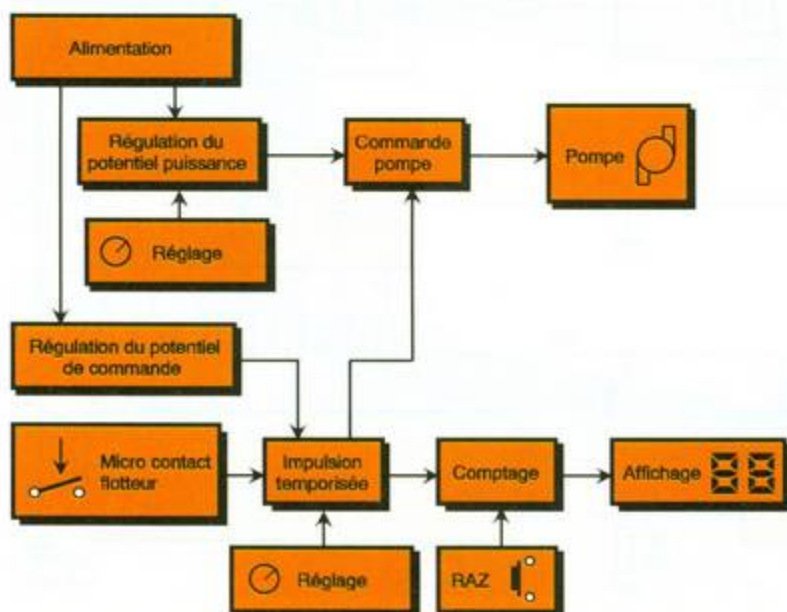 Alimentation
Régulation du
potentiel puissance
Commande
pompe
Pompe
Réglage
Régulation du potentiel
de commande
Micro contact
flotteur
Impulsion
temporisée
Comptage
Affichage
Réglage
RAZ